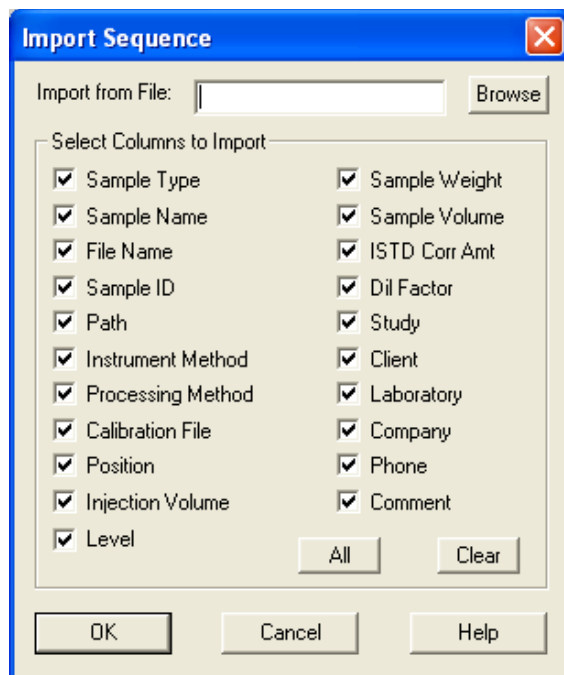 Import Sequence
Import from File:
Browse
Select Columns to Import
Sample Type
Sample Name
File Name
Sample ID
Path
Instrument Method
Processing Method
Calibration File
Position
Injection Volume
Level
Sample Weight
Sample Volume
ISTD Corr Amt
Dil Factor
Study
Client
Laboratory
Company
Phone
Comment
All
Clear
OK
Cancel
Help